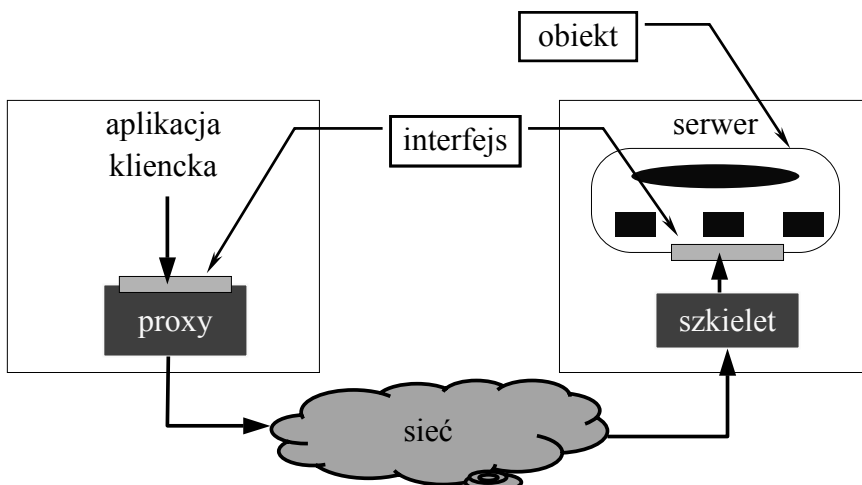 obiekt
aplikacja
kliencka
interfejs
serwer
proxy
szkielet
sieć